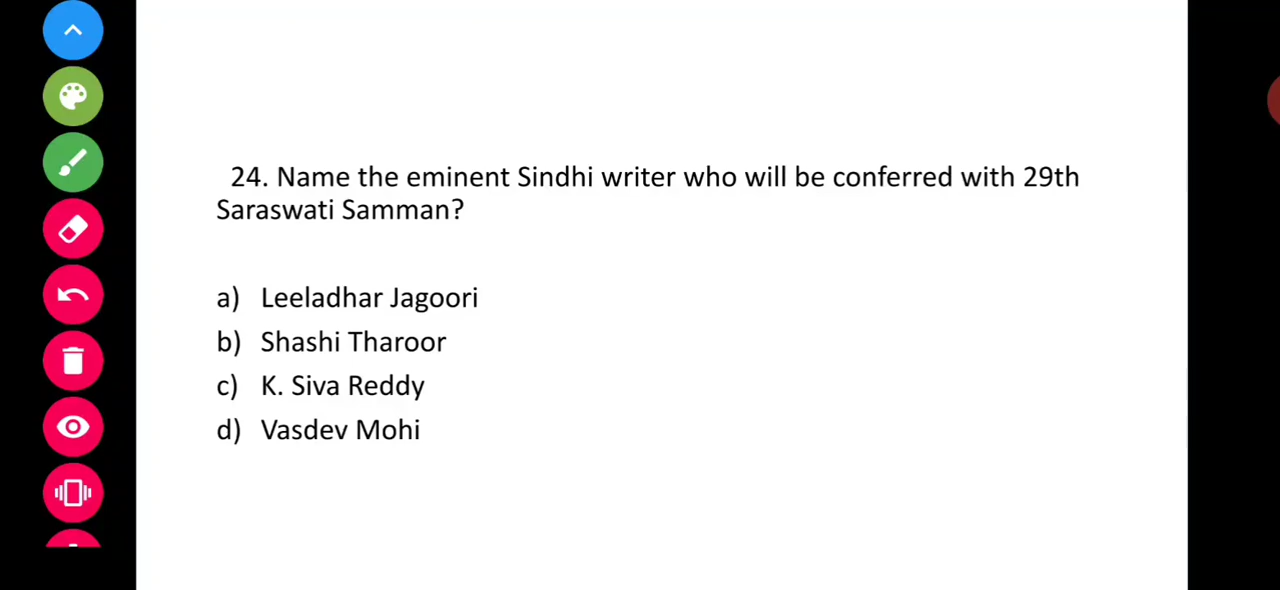 24. Name the eminent Sindhi writer who will be conferred with 29th
Saraswati Samman?
a) Leeladhar Jagoori
b) Shashi Tharoor
c) K. Siva Reddy
d) Vasdev Mohi